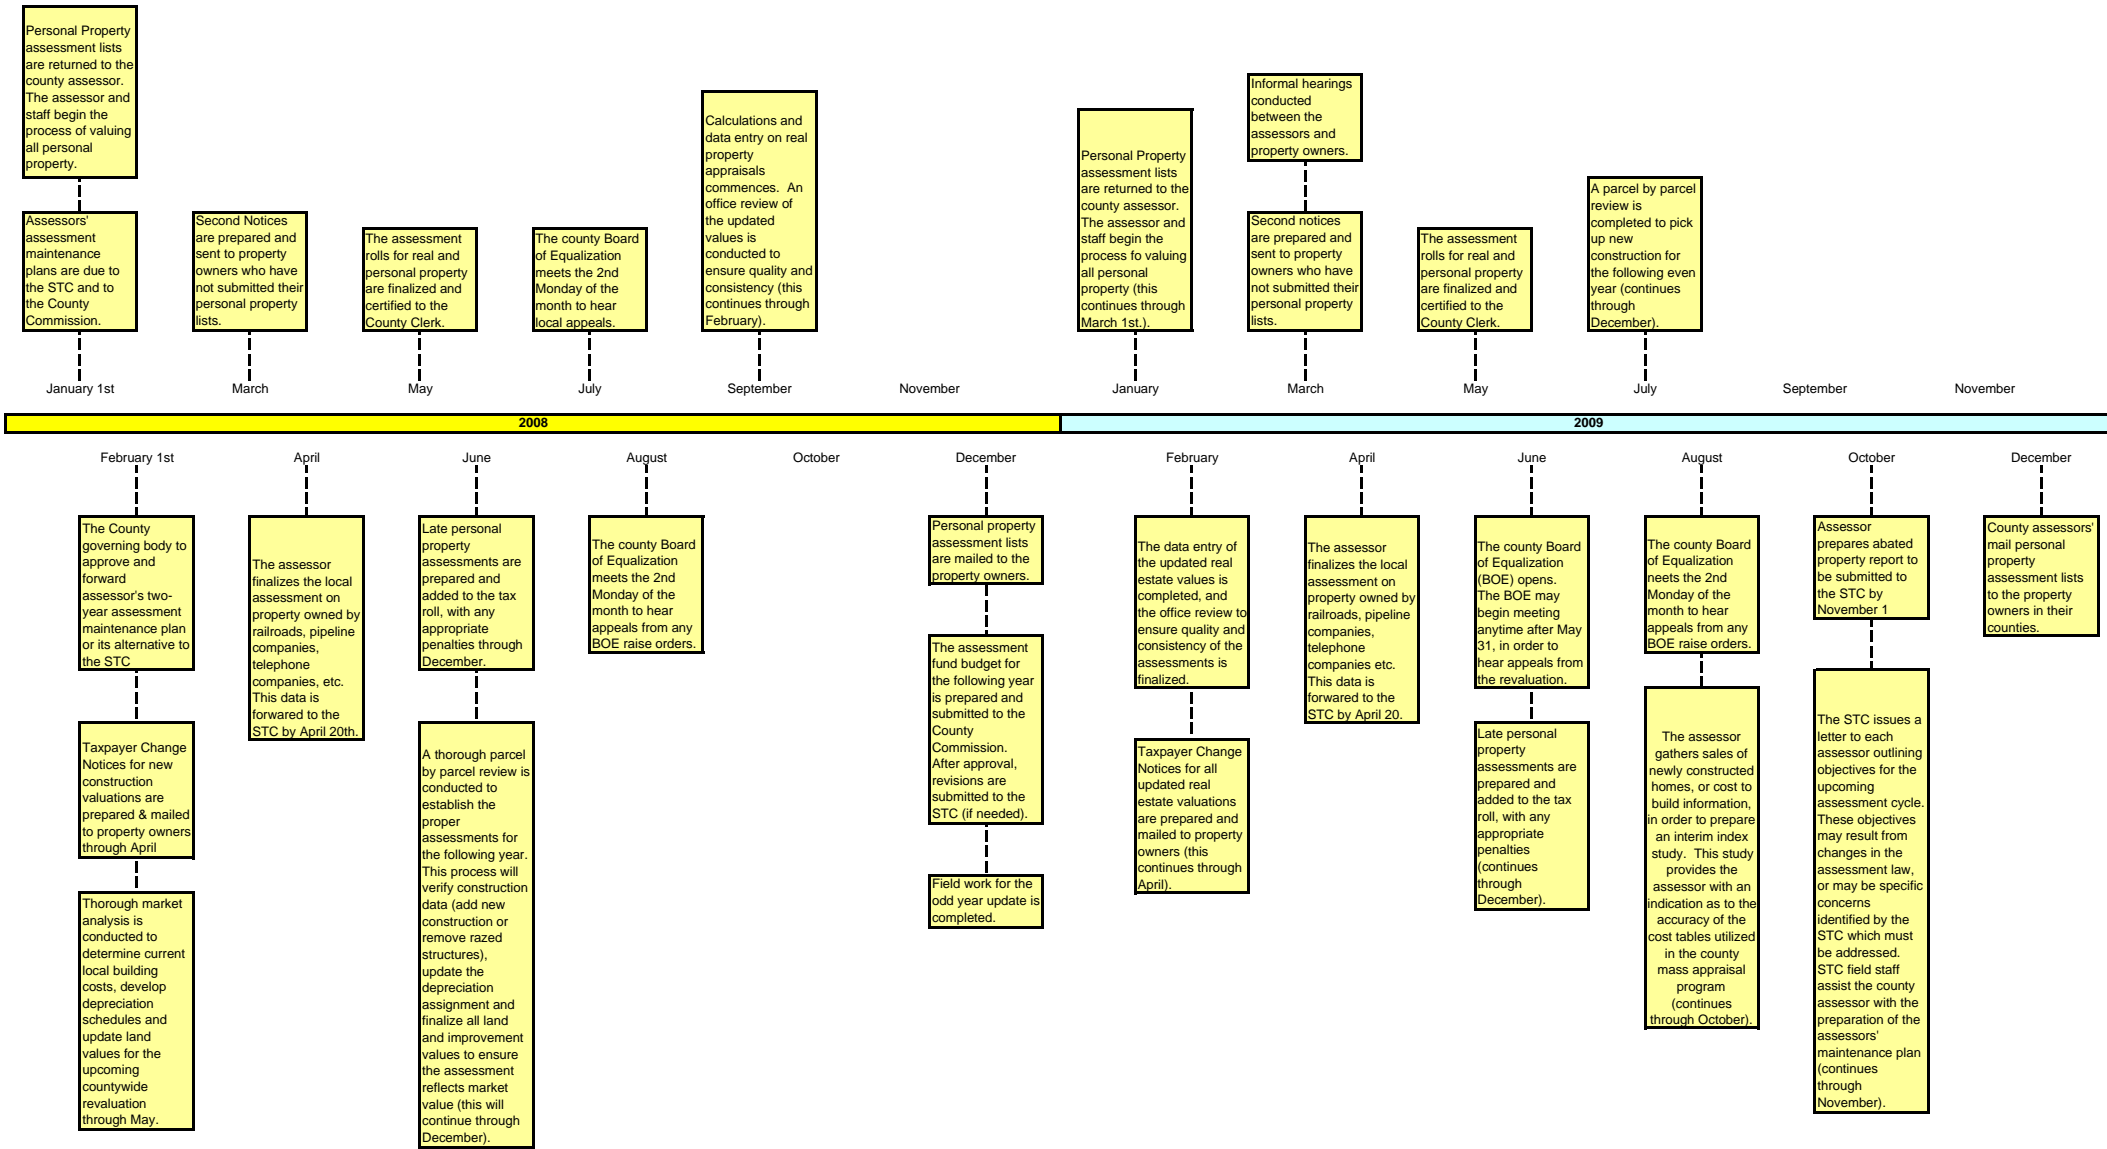 Personal Property
assessment lists
are returned to the
county assessor.
The assessor and
staff begin the
process of valuing
all personal
property.
Assessors'
assessment
maintenance
plans are due to
the STC and to
the County
Commission.
January 1st
Second Notices
are prepared and
sent to property
owners who have
not submitted their
personal property
lists.
March
The assessment
rolls for real and
personal property
are finalized and
certified to the
County Clerk.
May
The county Board
of Equalization
meets the 2nd
Monday of the
month to hear
local appeals.
July
Calculations and
data entry on real
property
appraisals
commences.  An
office review of
the updated
values is
conducted to
ensure quality and
consistency (this
continues through
February).
September
November
Personal Property
assessment lists
are returned to the
county assessor.
The assessor and
staff begin the
process fo valuing
all personal
property (this
continues through
March 1st.).
January
Informal hearings
conducted
between the
assessors and
property owners.
Second notices
are prepared and
sent to property
owners who have
not submitted their
personal property
lists.
March
The assessment
rolls for real and
personal property
are finalized and
certified to the
County Clerk.
May
A parcel by parcel
review is
completed to pick
up new
construction for
the following even
year (continues
through
December).
July
September
November
2008
2009
February 1st
The County
governing body to
approve and
forward
assessor's two-
year assessment
maintenance plan
or its alternative to
the STC
Taxpayer Change
Notices for new
construction
valuations are
prepared & mailed
to property owners
through April
Thorough market
analysis is
conducted to
determine current
local building
costs, develop
depreciation
schedules and
update land
values for the
upcoming
countywide
revaluation
through May.
April
The assessor
finalizes the local
assessment on
property owned by
railroads, pipeline
companies,
telephone
companies, etc.
This data is
forwared to the
STC by April 20th.
June
Late personal
property
assessments are
prepared and
added to the tax
roll, with any
appropriate
penalties through
December.
A thorough parcel
by parcel review is
conducted to
establish the
proper
assessments for
the following year.
This process will
verify construction
data (add new
construction or
remove razed
structures),
update the
depreciation
assignment and
finalize all land
and improvement
values to ensure
the assessment
reflects market
value (this will
continue through
December).
August
The county Board
of Equalization
meets the 2nd
Monday of the
month to hear
appeals from any
BOE raise orders.
October
December
Personal property
assessment lists
are mailed to the
property owners.
The assessment
fund budget for
the following year
is prepared and
submitted to the
County
Commission.
After approval,
revisions are
submitted to the
STC (if needed).
Field work for the
odd year update is
completed.
February
The data entry of
the updated real
estate values is
completed, and
the office review to
ensure quality and
consistency of the
assessments is
finalized.
Taxpayer Change
Notices for all
updated real
estate valuations
are prepared and
mailed to property
owners (this
continues through
April).
April
The assessor
finalizes the local
assessment on
property owned by
railroads, pipeline
companies,
telephone
companies etc.
This data is
forwared to the
STC by April 20.
June
The county Board
of Equalization
(BOE) opens.
The BOE may
begin meeting
anytime after May
31, in order to
hear appeals from
the revaluation.
Late personal
property
assessments are
prepared and
added to the tax
roll, with any
appropriate
penalties
(continues
through
December).
August
The county Board
of Equalization
neets the 2nd
Monday of the
month to hear
appeals from any
BOE raise orders.
The assessor
gathers sales of
newly constructed
homes, or cost to
build information,
in order to prepare
an interim index
study.  This study
provides the
assessor with an
indication as to the
accuracy of the
cost tables utilized
in the county
mass appraisal
program
(continues
through October).
October
Assessor
prepares abated
property report to
be submitted to
the STC by
November 1
The STC issues a
letter to each
assessor outlining
objectives for the
upcoming
assessment cycle.
These objectives
may result from
changes in the
assessment law,
or may be specific
concerns
identified by the
STC which must
be addressed.
STC field staff
assist the county
assessor with the
preparation of the
assessors'
maintenance plan
(continues
through
November).
December
County assessors'
mail personal
property
assessment lists
to the property
owners in their
counties.